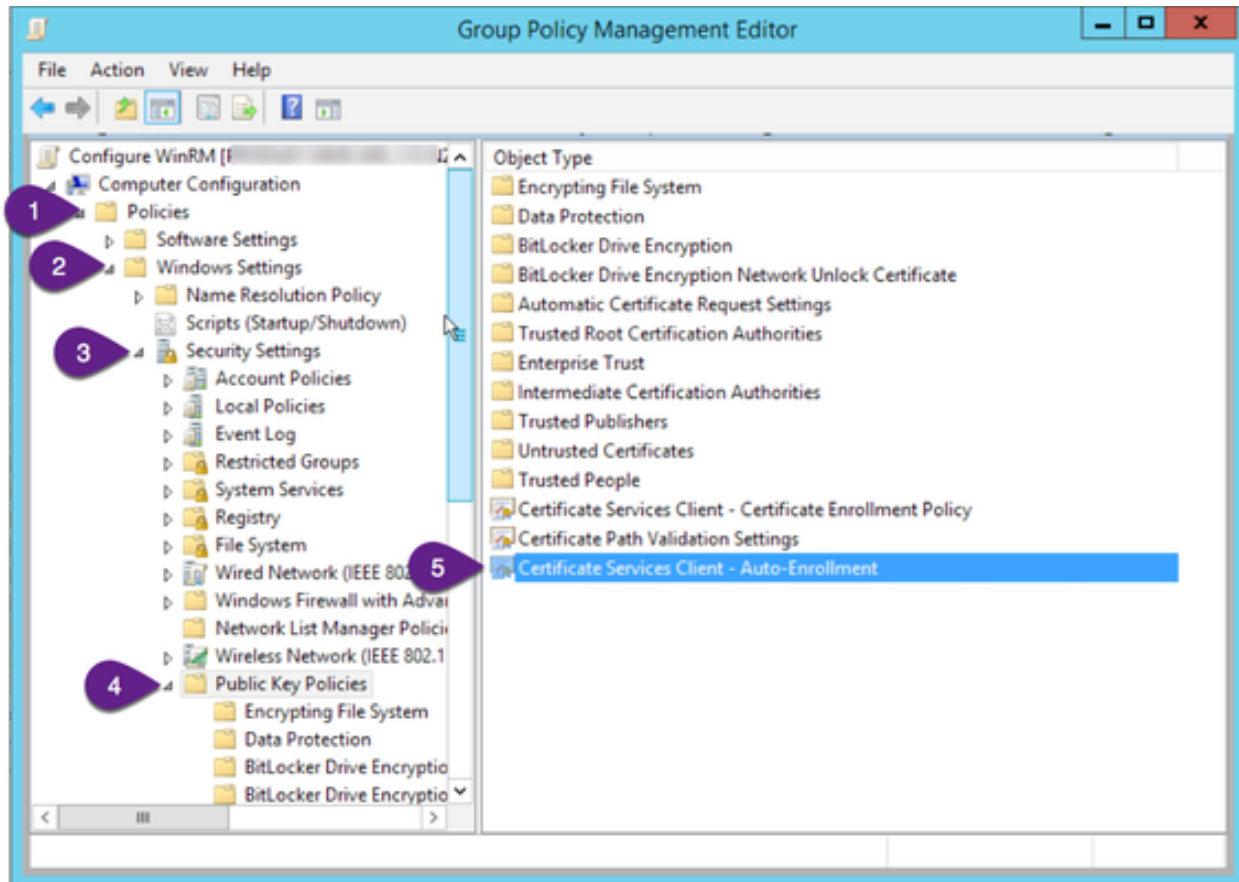 Group Policy Management Editor
File Action View Help
Configure WinRM [
Computer Configuration
1 Policies
Software Settings
2 Windows Settings
Name Resolution Policy
Scripts (Startup/Shutdown)
3 Security Settings
Account Policies
Local Policies
Event Log
Restricted Groups
System Services
Registry
File System
Wired Network (IEEE 802
Windows Firewall with Advan
Network List Manager Policie
Wireless Network (IEEE 802.1
4 Public Key Policies
Encrypting File System
Data Protection
BitLocker Drive Encryptio
BitLocker Drive Encryptio
Object Type
Encrypting File System
Data Protection
BitLocker Drive Encryption
BitLocker Drive Encryption Network Unlock Certificate
Automatic Certificate Request Settings
Trusted Root Certification Authorities
Enterprise Trust
Intermediate Certification Authorities
Trusted Publishers
Untrusted Certificates
Trusted People
Certificate Services Client - Certificate Enrollment Policy
Certificate Path Validation Settings
5 Certificate Services Client - Auto-Enrollment